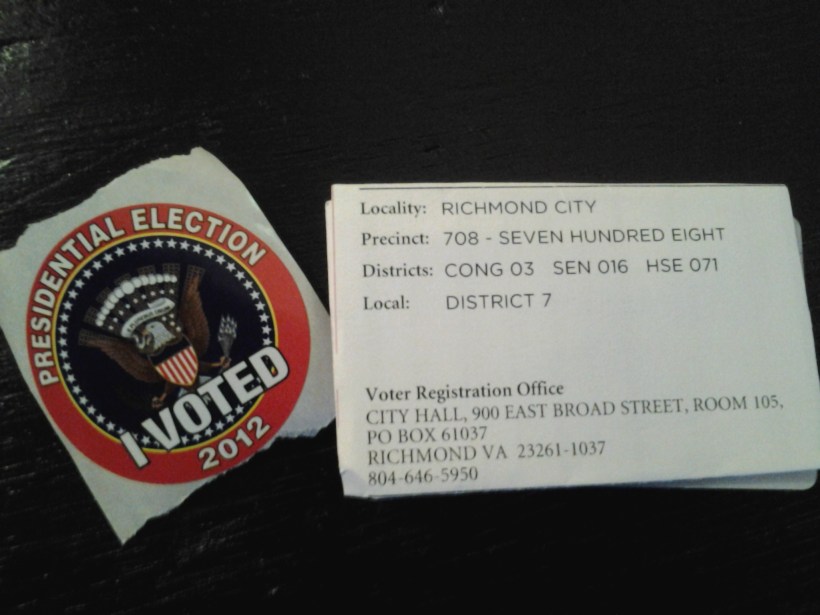 PRESIDENTIAL ELECTION
I VOTED
2012
Locality: RICHMOND CITY
Precinct: 708 - SEVEN HUNDRED EIGHT
Districts: CONG 03 SEN 016 HSE 071
Local: DISTRICT 7
Voter Registration Office
CITY HALL, 900 EAST BROAD STREET, ROOM 105,
PO BOX 61037
RICHMOND VA 23261-1037
804-646-5950